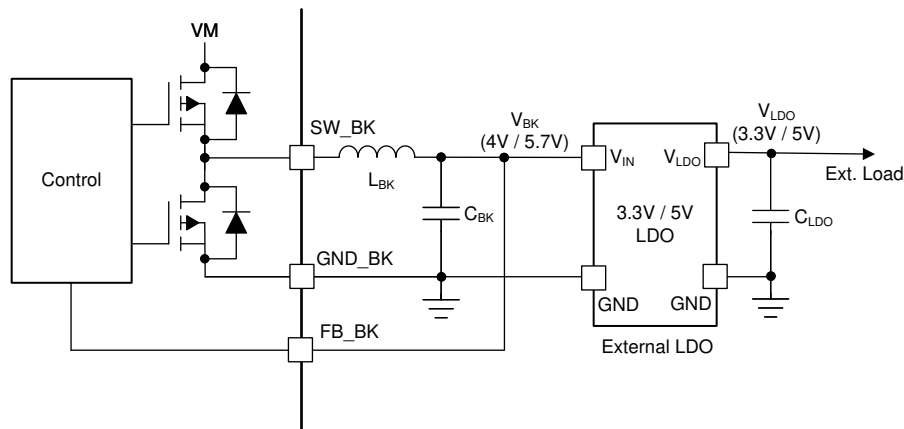 VM
Control
SW_BK
L_BK
V_BK
(4V / 5.7V)
C_BK
GND_BK
FB_BK
V_IN
V_LDO
3.3V / 5V
LDO
GND
GND
External LDO
V_LDO
(3.3V / 5V)
Ext. Load
C_LDO